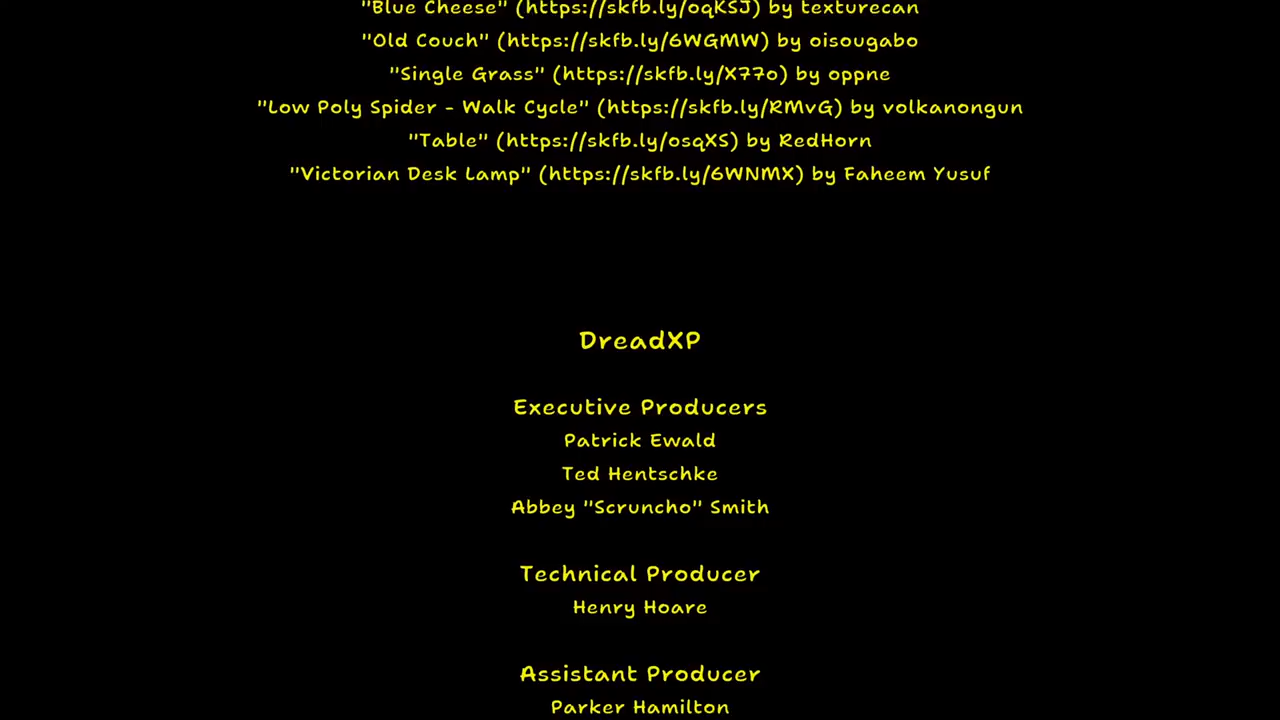 "Blue Cheese" (https://skfb.ly/oqKSJ) by texturecan
"Old Couch" (https://skfb.ly/6WGMW) by oisougabo
"Single Grass" (https://skfb.ly/X77o) by oppne
"Low Poly Spider - Walk Cycle" (https://skfb.ly/RMvG) by volkanongun
"Table" (https://skfb.ly/osqXS) by RedHorn
"Victorian Desk Lamp" (https://skfb.ly/6WNMX) by Faheem Yusuf
DreadXP
Executive Producers
Patrick Ewald
Ted Hentschke
Abbey "Scruncho" Smith
Technical Producer
Henry Hoare
Assistant Producer
Parker Hamilton